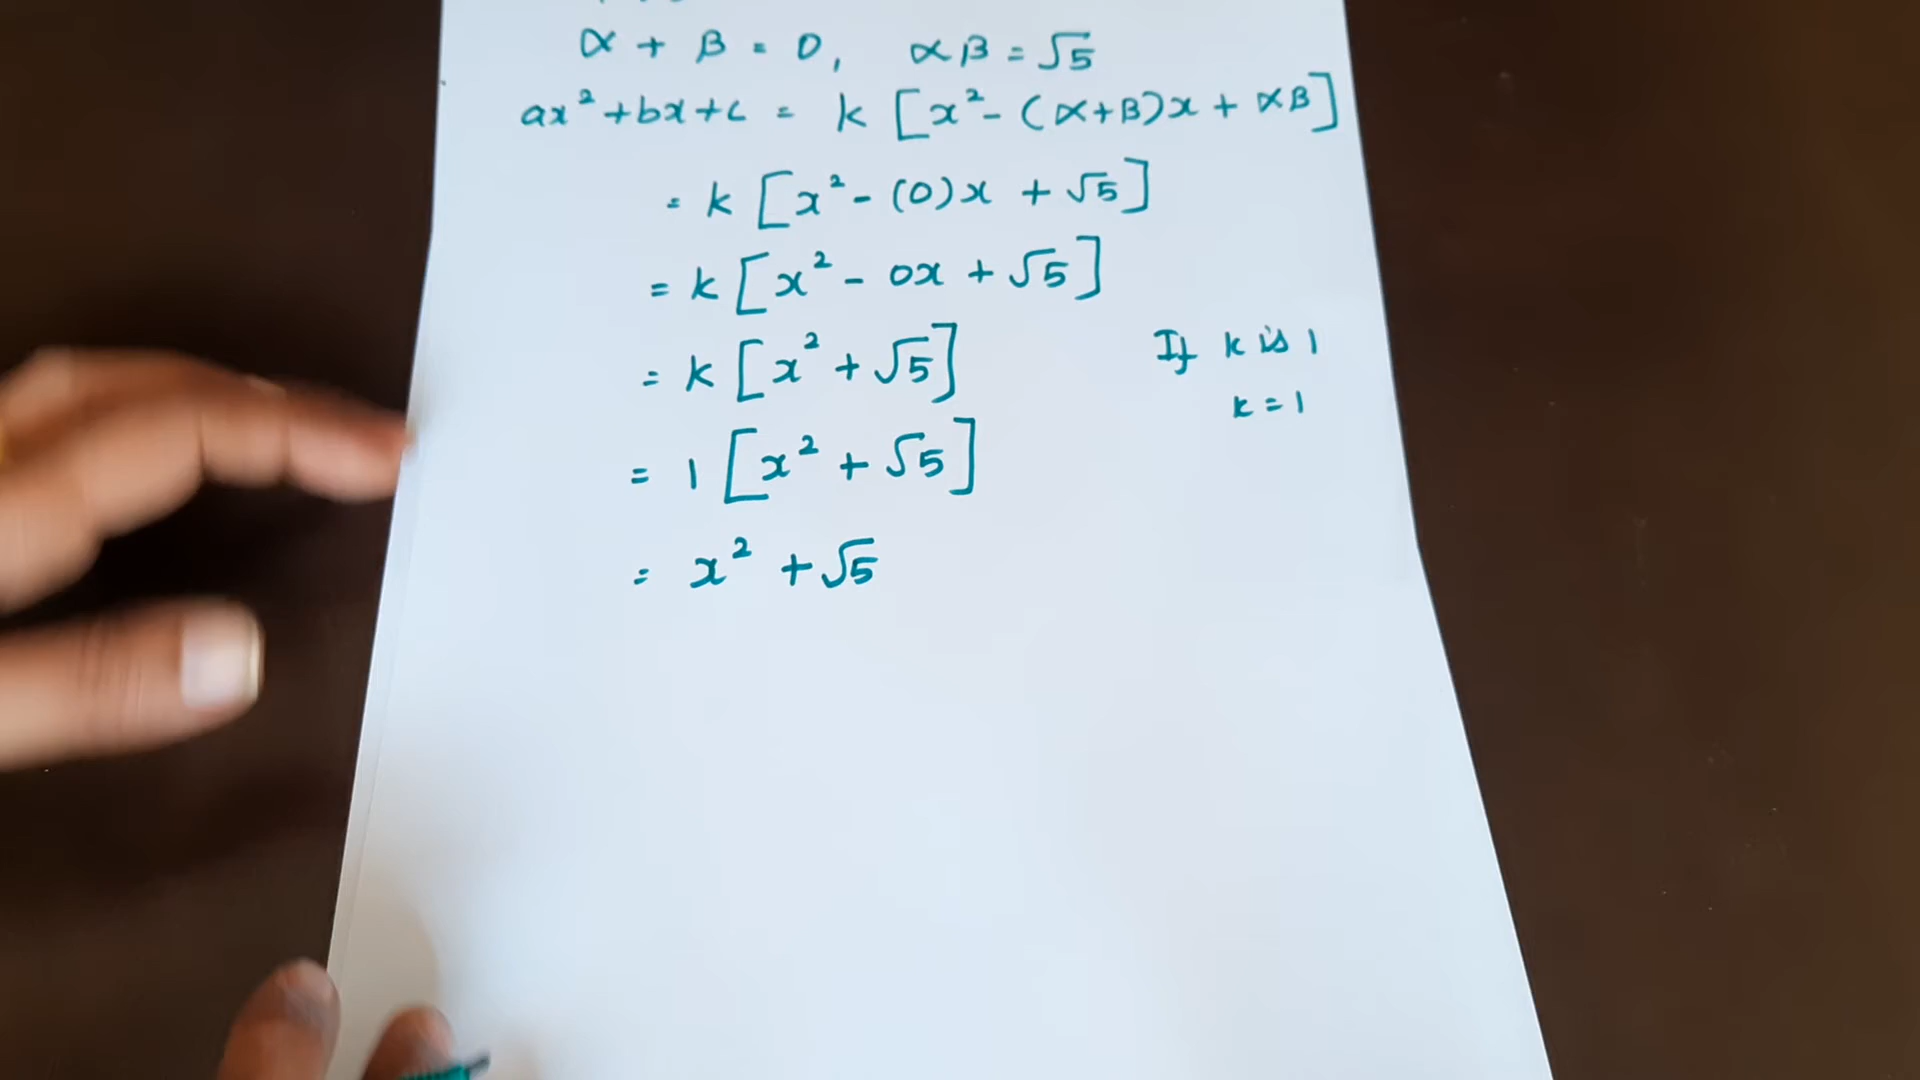 α + β = 0, αβ = √5
ax² + bx + c = k [x² - (α+β)x + αβ]
= k [x² - (0)x + √5]
= k [x² - 0x + √5]
= k [x² + √5]
If k is 1
k = 1
= 1 [x² + √5]
= x² + √5